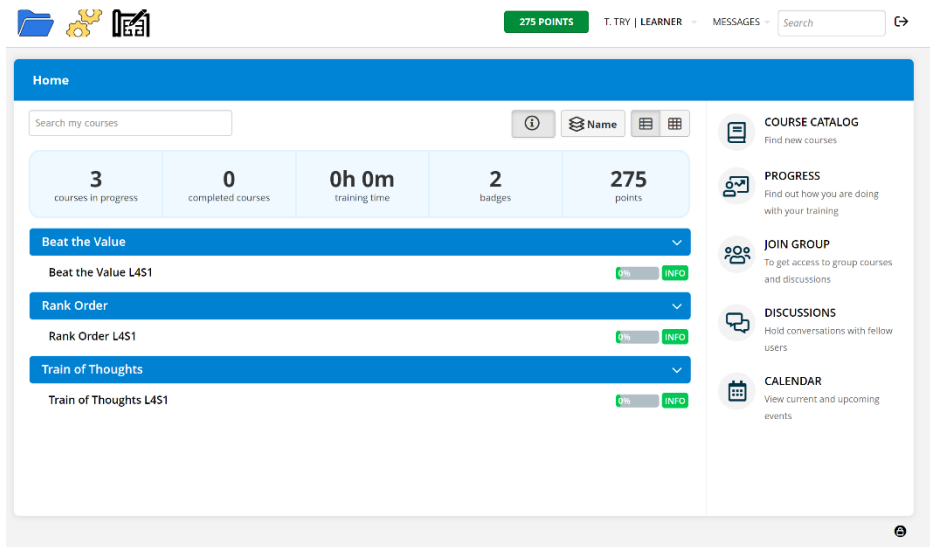 275 POINTS
T. TRY | LEARNER
MESSAGES
Search
Home
Search my courses
Name
3
courses in progress
0
completed courses
0h 0m
training time
2
badges
275
points
Beat the Value
Beat the Value L4S1
0%
INFO
Rank Order
Rank Order L4S1
0%
INFO
Train of Thoughts
Train of Thoughts L4S1
0%
INFO
COURSE CATALOG
Find new courses
PROGRESS
Find out how you are doing
with your training
JOIN GROUP
To get access to group courses
and discussions
DISCUSSIONS
Hold conversations with fellow
users
CALENDAR
View current and upcoming
events